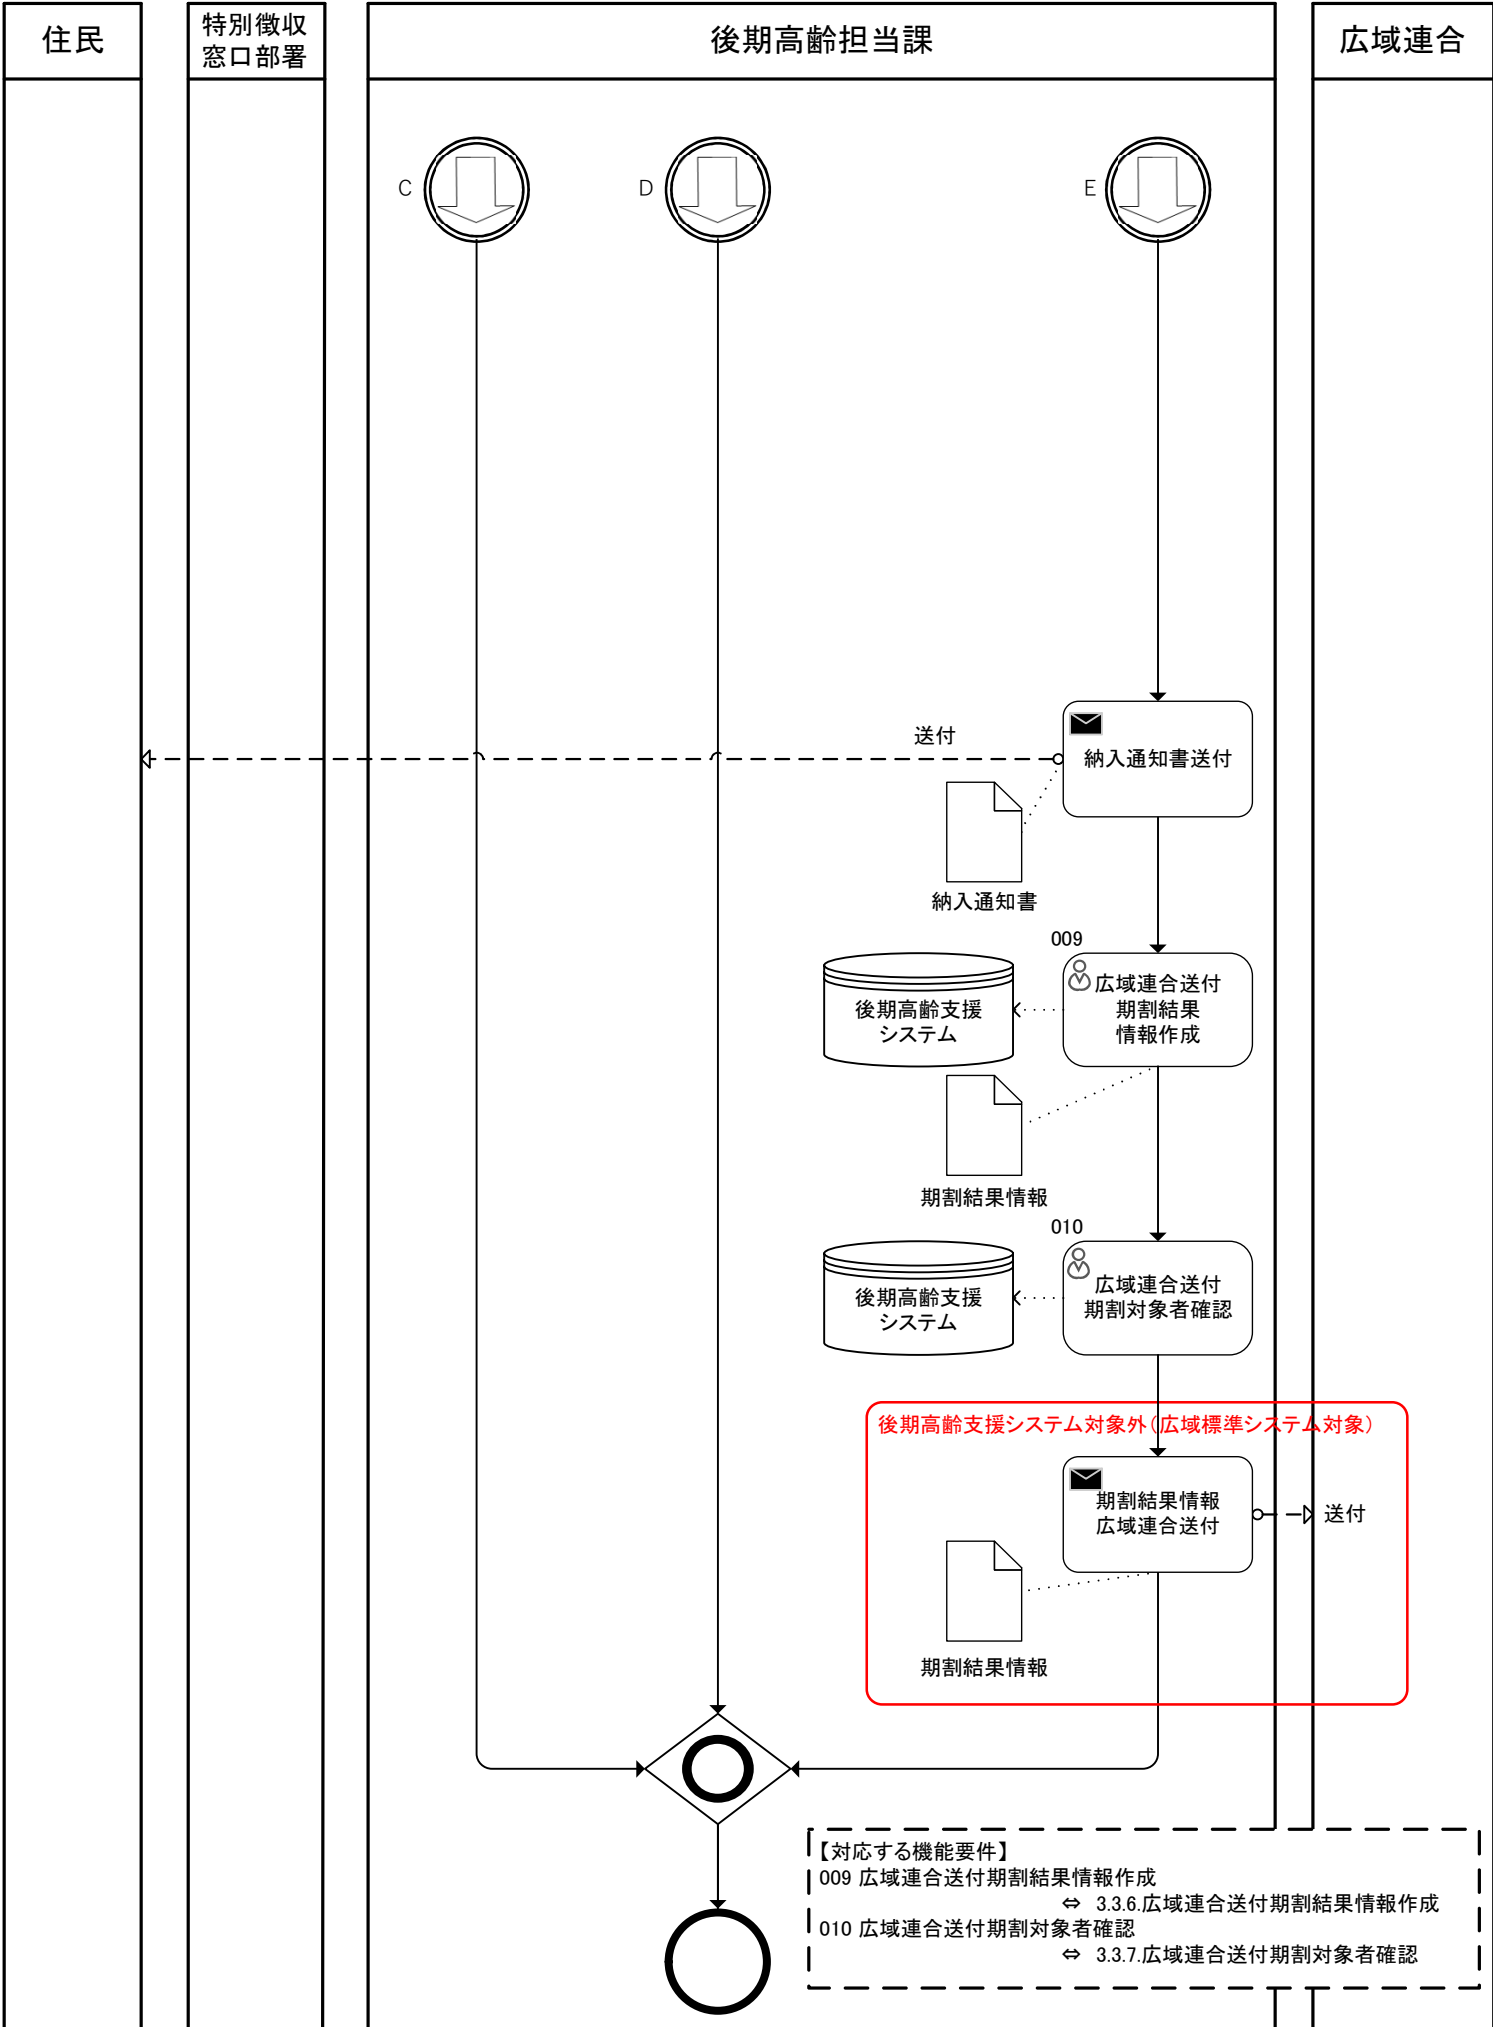 住民
特別徴収
窓口部署
後期高齢担当課
広域連合
C
D
E
送付
納入通知書送付
納入通知書
009
広域連合送付
期割結果
情報作成
後期高齢支援
システム
期割結果情報
010
広域連合送付
期割対象者確認
後期高齢支援
システム
後期高齢支援システム対象外(広域標準システム対象)
期割結果情報
広域連合送付
送付
期割結果情報
【対応する機能要件】
009 広域連合送付期割結果情報作成
⇔ 3.3.6.広域連合送付期割結果情報作成
010 広域連合送付期割対象者確認
⇔ 3.3.7.広域連合送付期割対象者確認